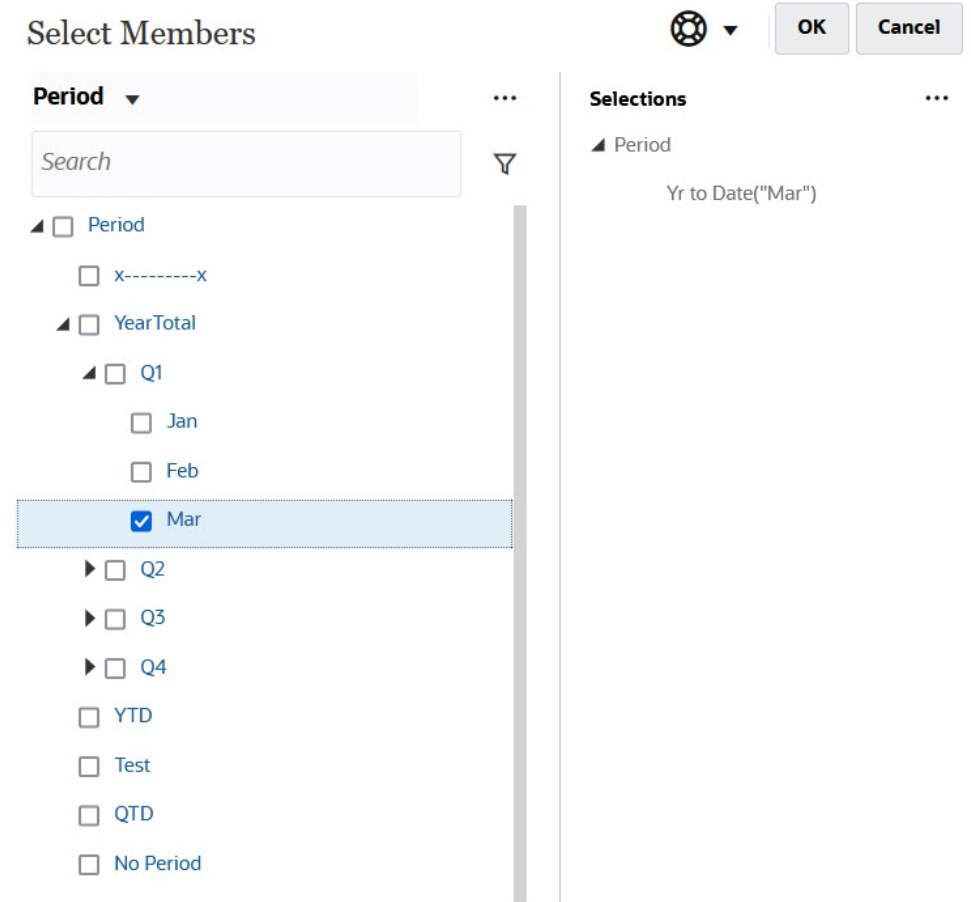 Select Members
OK
Cancel
Period
Search
Period
x---------x
YearTotal
Q1
Jan
Feb
Mar
Q2
Q3
Q4
YTD
Test
QTD
No Period
Selections
Period
Yr to Date("Mar")